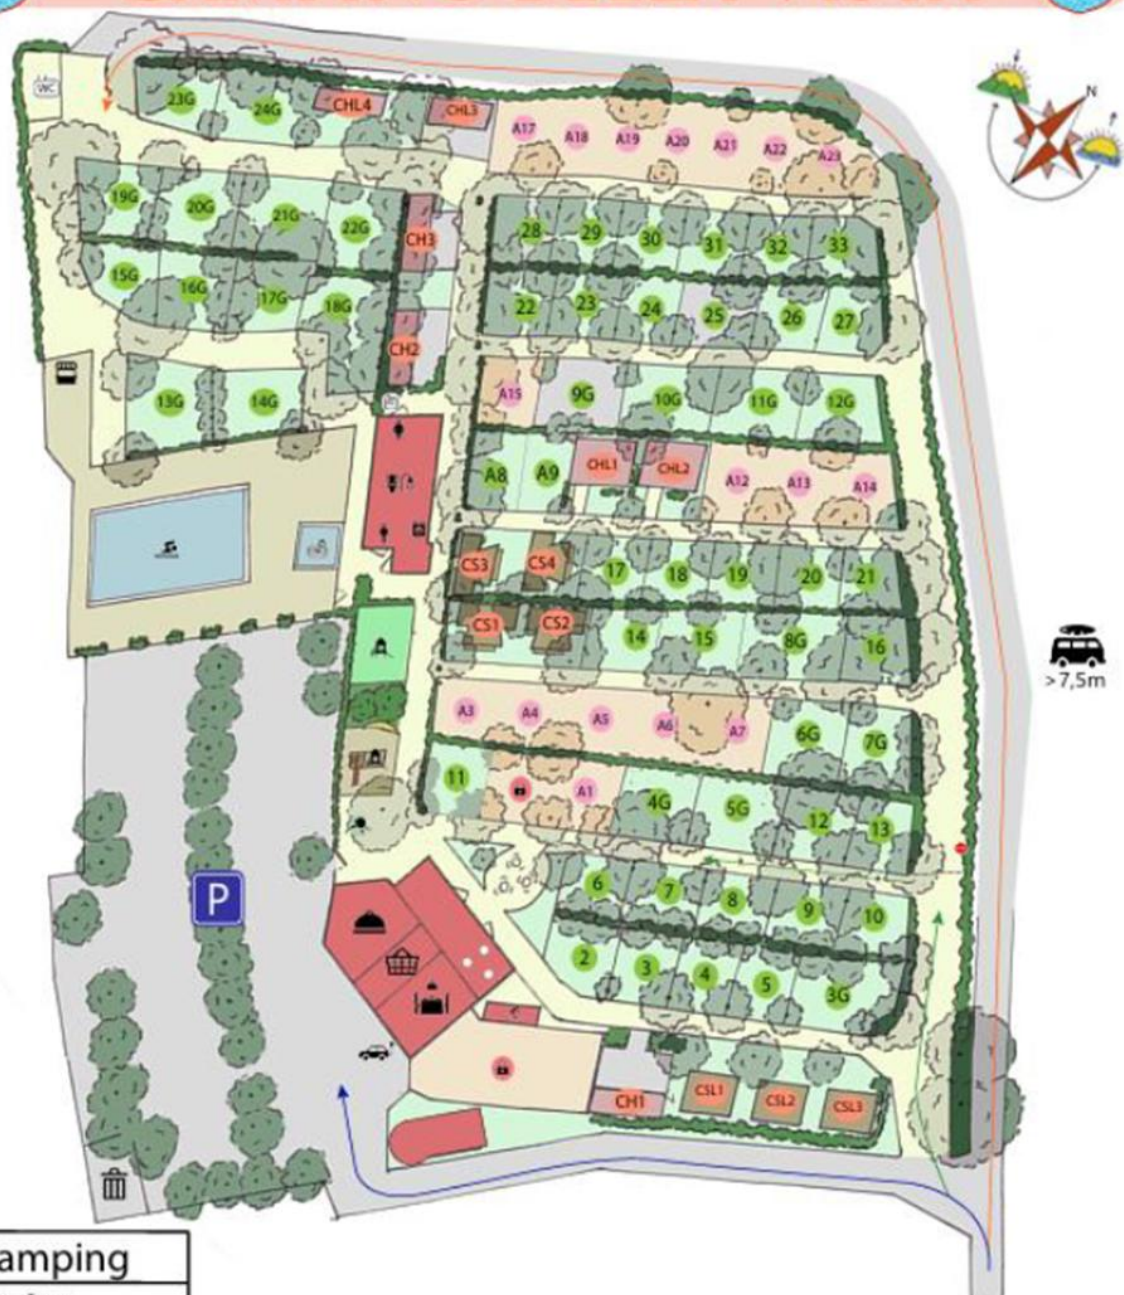 N
WC
23G 24G CHL4 CHL3
A17 A18 A19 A20 A21 A22 A23
19G 20G 21G 22G CH3
28 29 30 31 32 33
15G 16G 17G 18G CH2
22 23 24 25 26 27
13G 14G
A15 9G 10G 11G 12G
A8 A9 CHL1 CHL2 A12 A13 A14
CS3 CS4 17 18 19 20 21
CS1 CS2 14 15 8G 16
>7,5m
A3 A4 A5 A6 A7 6G 7G
11 A1 4G 5G 12 13
P
6 7 8 9 10
2 3 4 5 3G
CH1 CSL1 CSL2 CSL3
amping